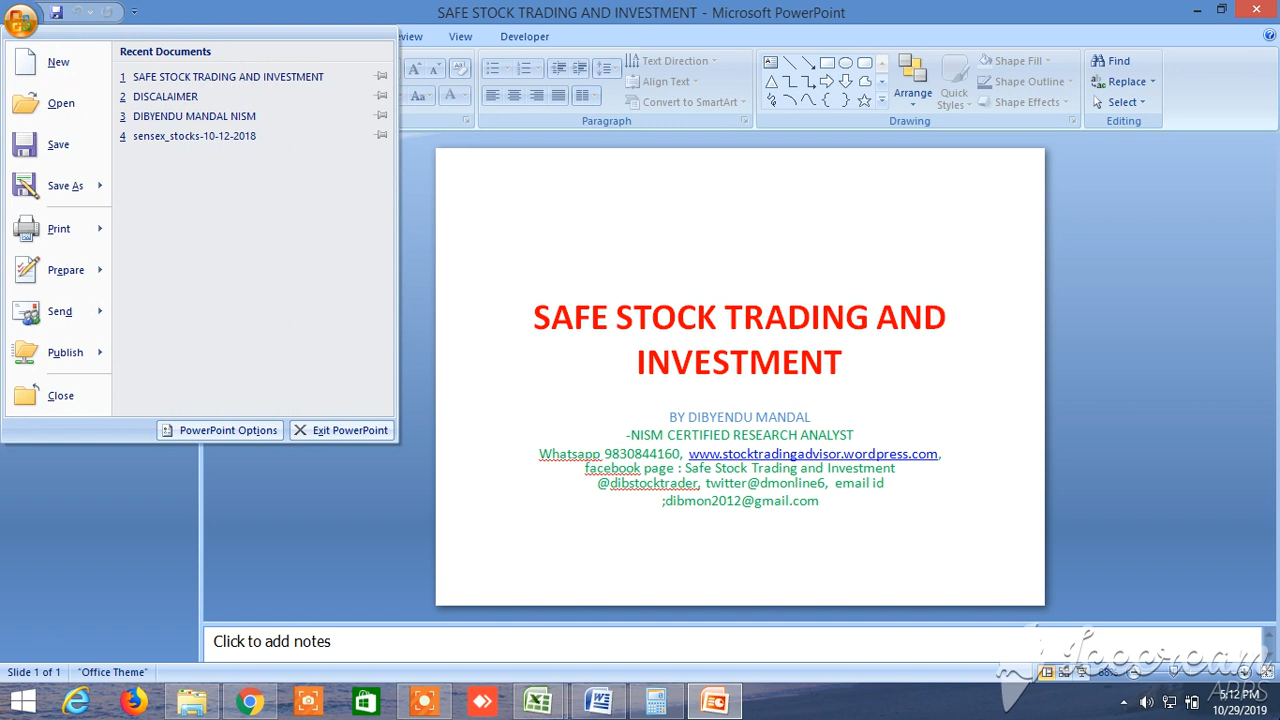 SAFE STOCK TRADING AND INVESTMENT - Microsoft PowerPoint
eview View Developer
Recent Documents
New
1 SAFE STOCK TRADING AND INVESTMENT
2 DISCALAIMER
3 DIBYENDU MANDAL NISM
4 sensex_stocks-10-12-2018
Open
Save
Save As
Print
Prepare
Send
Publish
Close
PowerPoint Options
Exit PowerPoint
Aa
A
Text Direction
Align Text
Convert to SmartArt
Paragraph
Arrange
Quick
Styles
Shape Fill
Shape Outline
Shape Effects
Drawing
Find
Replace
Select
Editing
SAFE STOCK TRADING AND
INVESTMENT
BY DIBYENDU MANDAL
-NISM CERTIFIED RESEARCH ANALYST
Whatsapp 9830844160, www.stocktradingadvisor.wordpress.com,
facebook page : Safe Stock Trading and Investment
@dibstocktrader, twitter@dmonline6, email id
;dibmon2012@gmail.com
Click to add notes
Slide 1 of 1
"Office Theme"
5:12 PM
10/29/2019
APPS